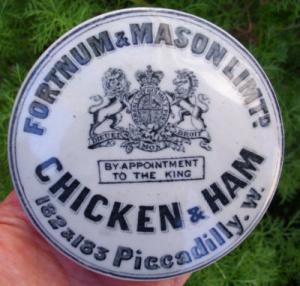 FORTNUM & MASON LIMTD
DIEU ET MON DROIT
BY APPOINTMENT
TO THE KING
CHICKEN & HAM
182 & 183 Piccadilly. W.